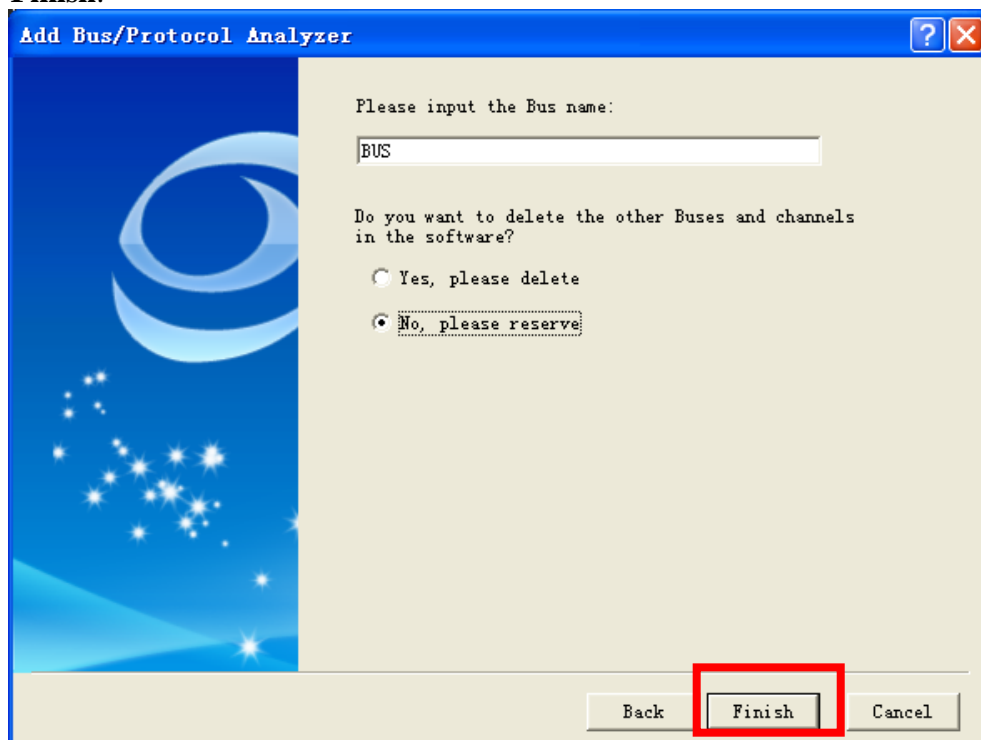 Finish.
Add Bus/Protocol Analyzer
Please input the Bus name:
BUS
Do you want to delete the other Buses and channels
in the software?
Yes, please delete
No, please reserve
Back Finish Cancel